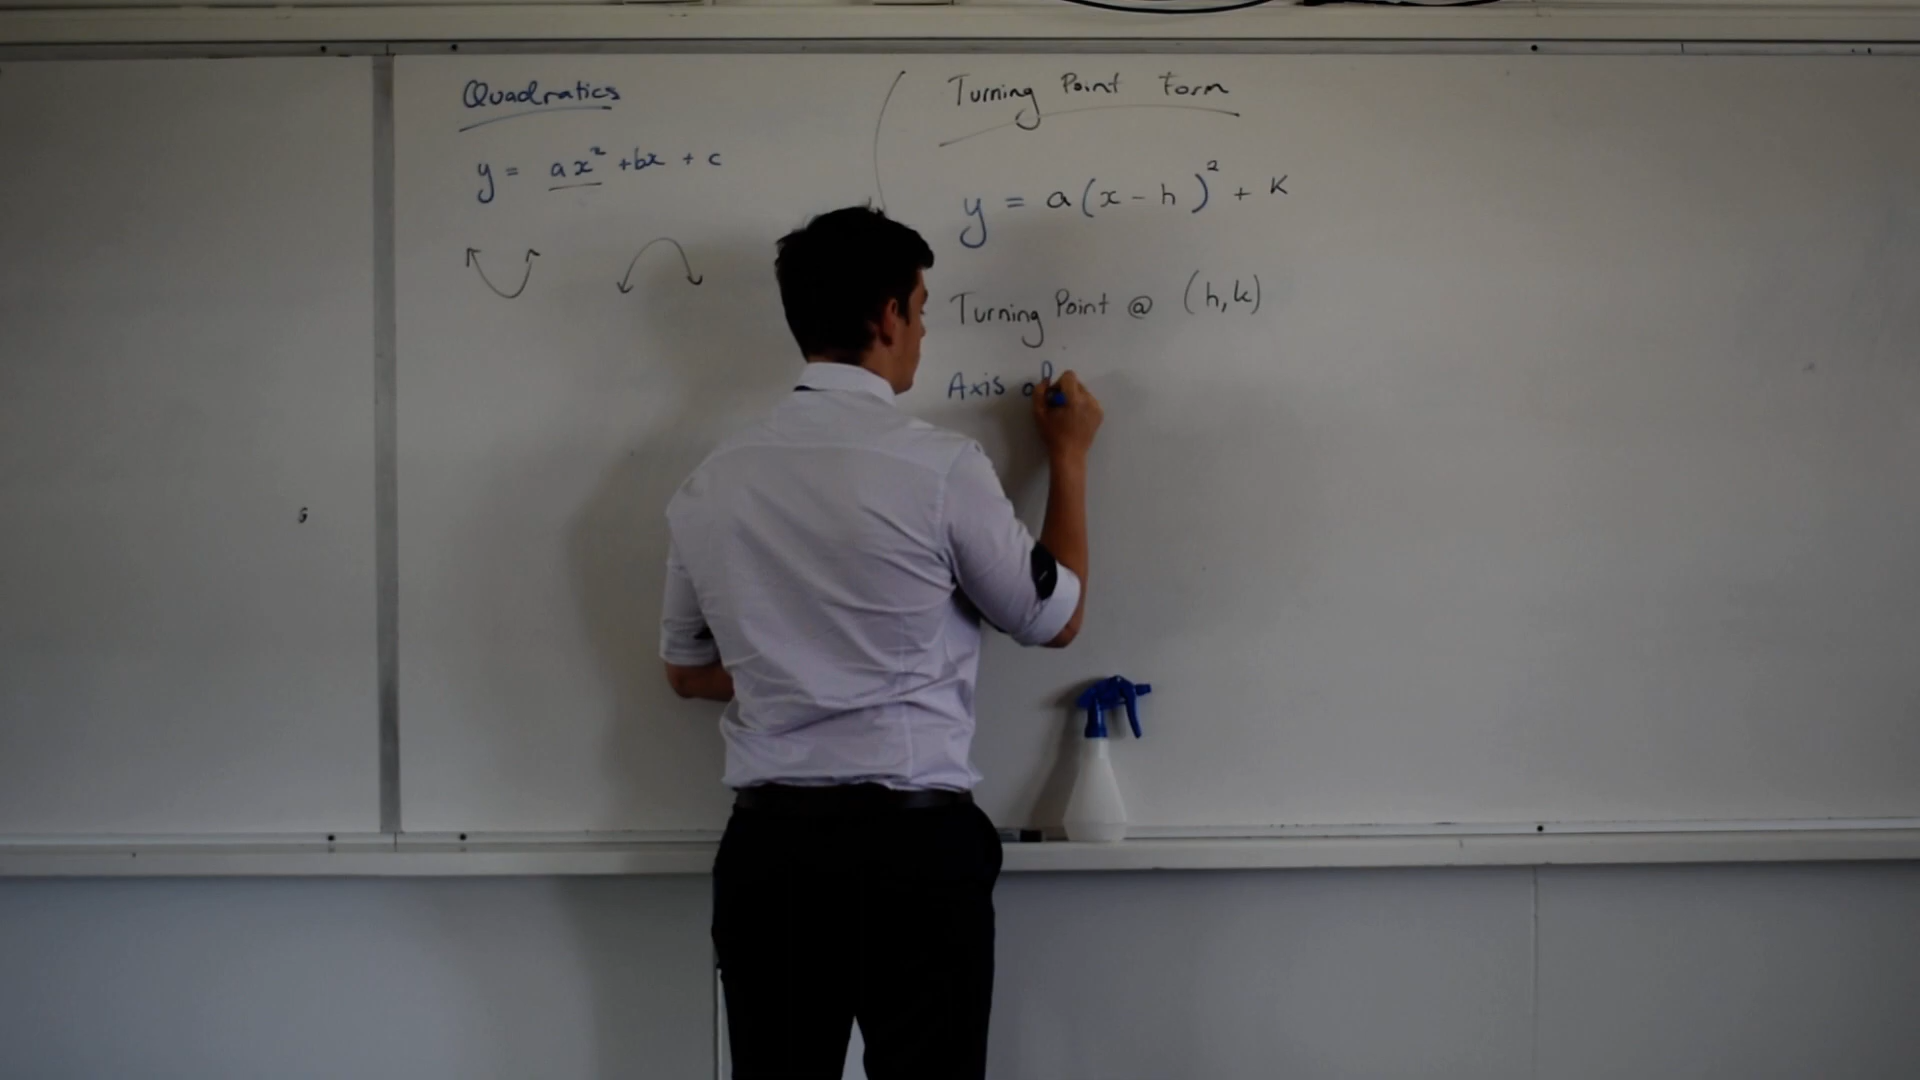 Quadratics
y = ax² + bx + c
Turning Point Form
y = a(x - h)² + k
Turning Point @ (h, k)
Axis of